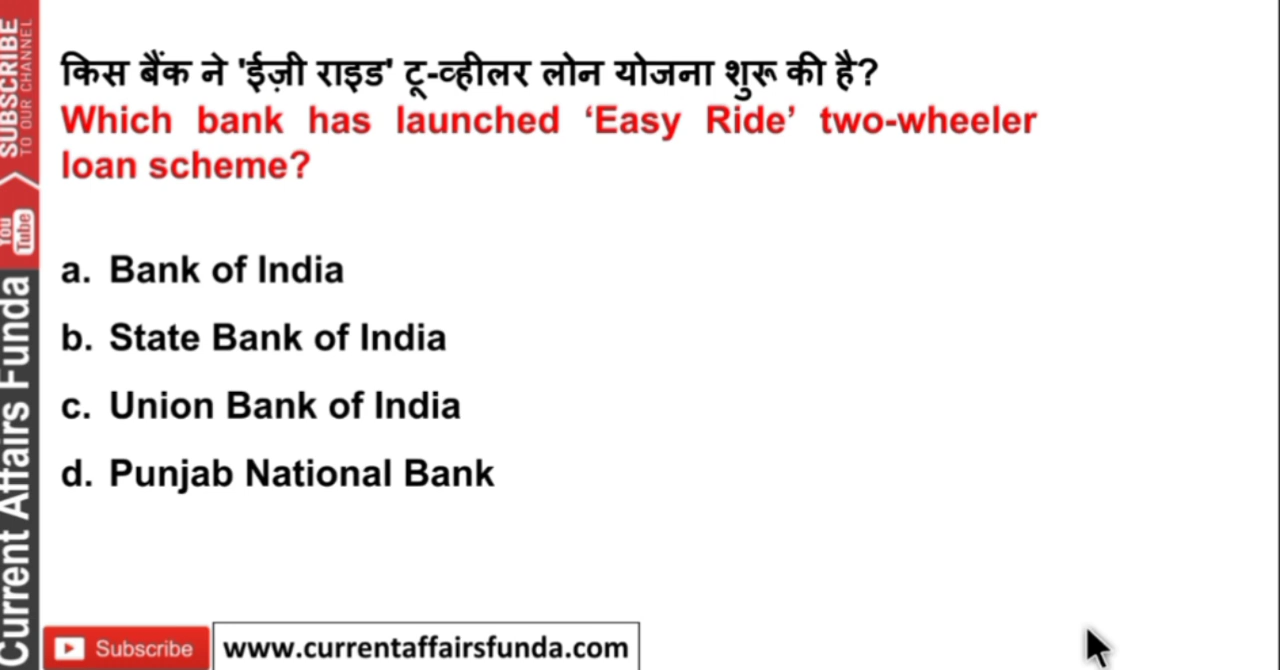 किस बैंक ने 'ईज़ी राइड' टू-व्हीलर लोन योजना शुरू की है?
Which bank has launched ‘Easy Ride’ two-wheeler
loan scheme?
a. Bank of India
b. State Bank of India
c. Union Bank of India
d. Punjab National Bank
SUBSCRIBE
TO OUR CHANNEL
You
Tube
Current Affairs Funda
Subscribe
www.currentaffairsfunda.com